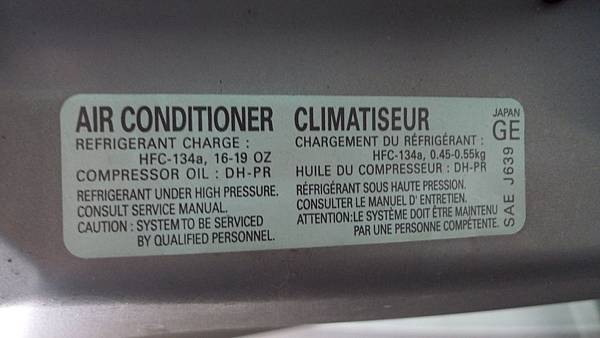 AIR CONDITIONER
REFRIGERANT CHARGE :
HFC-134a, 16-19 OZ
COMPRESSOR OIL : DH-PR
REFRIGERANT UNDER HIGH PRESSURE.
CONSULT SERVICE MANUAL.
CAUTION : SYSTEM TO BE SERVICED
BY QUALIFIED PERSONNEL.
CLIMATISEUR
CHARGEMENT DU RÉFRIGÉRANT :
HFC-134a, 0.45-0.55kg
HUILE DU COMPRESSEUR : DH-PR
RÉFRIGÉRANT SOUS HAUTE PRESSION.
CONSULTER LE MANUEL D' ENTRETIEN.
ATTENTION:LE SYSTÈME DOIT ÊTRE MAINTENU
PAR UNE PERSONNE COMPÉTENTE.
JAPAN
GE
SAE J639